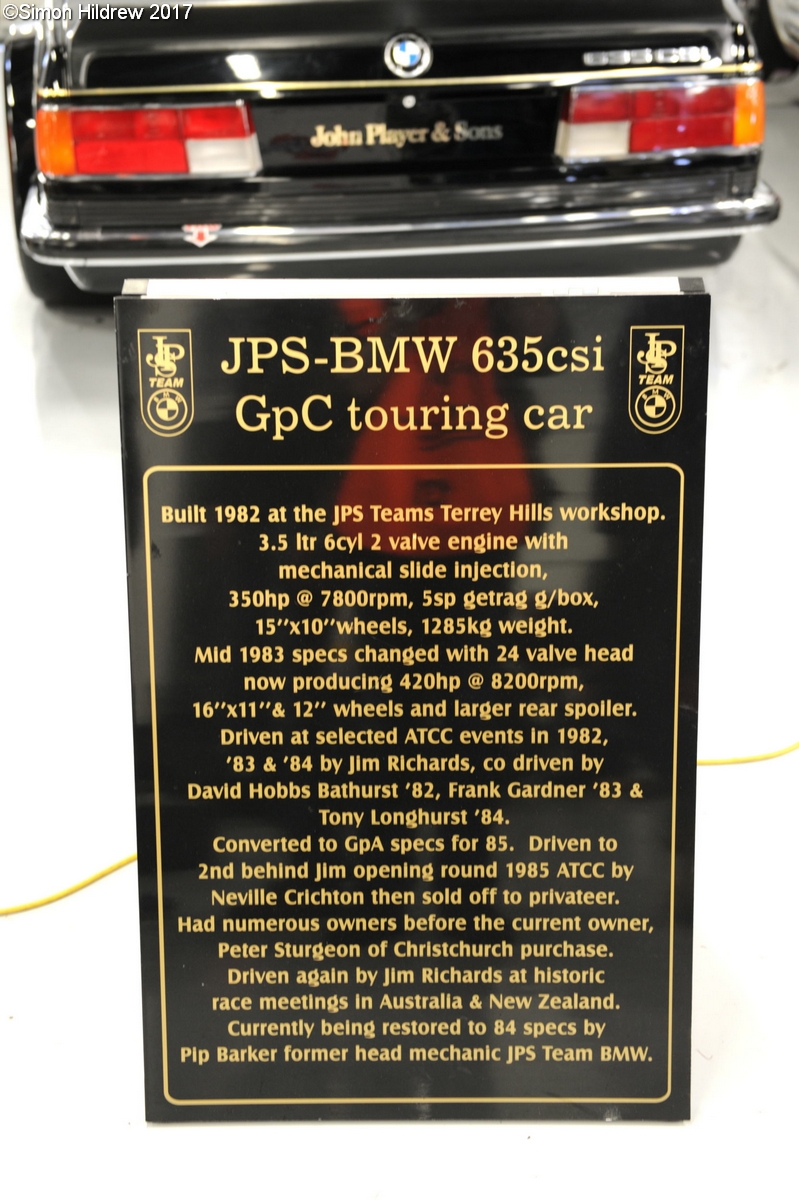 ©Simon Hildrew 2017
635 CSi
John Player & Sons
JPS-BMW 635csi
GpC touring car
JPS
TEAM
BMW
JPS
TEAM
BMW
Built 1982 at the JPS Teams Terrey Hills workshop.
3.5 ltr 6cyl 2 valve engine with
mechanical slide injection,
350hp @ 7800rpm, 5sp getrag g/box,
15’’x10’’wheels, 1285kg weight.
Mid 1983 specs changed with 24 valve head
now producing 420hp @ 8200rpm,
16’’x11’’& 12’’ wheels and larger rear spoiler.
Driven at selected ATCC events in 1982,
’83 & ’84 by Jim Richards, co driven by
David Hobbs Bathurst ’82, Frank Gardner ’83 &
Tony Longhurst ’84.
Converted to GpA specs for 85.  Driven to
2nd behind Jim opening round 1985 ATCC by
Neville Crichton then sold off to privateer.
Had numerous owners before the current owner,
Peter Sturgeon of Christchurch purchase.
Driven again by Jim Richards at historic
race meetings in Australia & New Zealand.
Currently being restored to 84 specs by
Pip Barker former head mechanic JPS Team BMW.